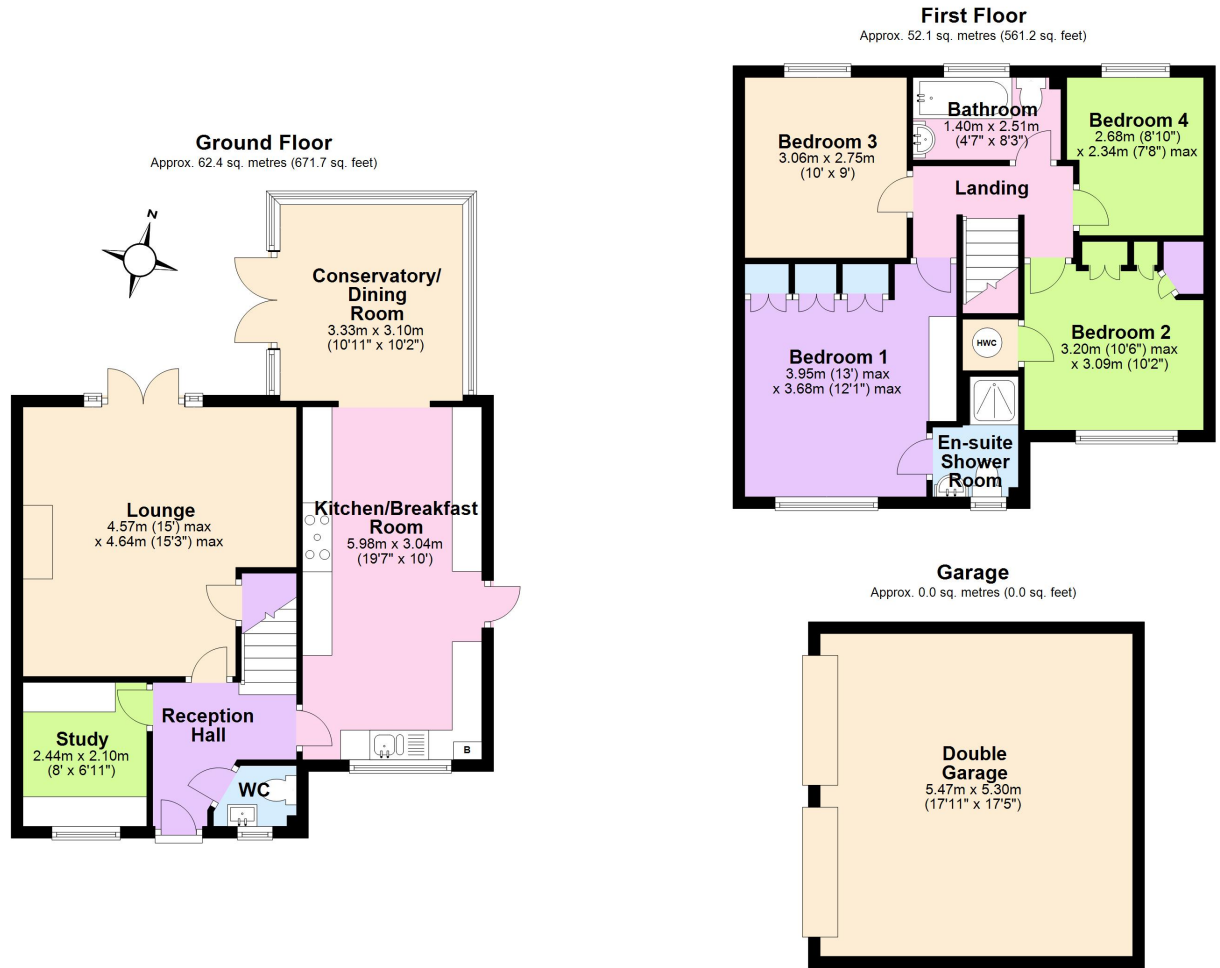 Ground Floor
Approx. 62.4 sq. metres (671.7 sq. feet)
N
Conservatory/
Dining
Room
3.33m x 3.10m
(10'11" x 10'2")
Lounge
4.57m (15') max
x 4.64m (15'3") max
Kitchen/Breakfast
Room
5.98m x 3.04m
(19'7" x 10')
Reception
Hall
Study
2.44m x 2.10m
(8' x 6'11")
WC
B
First Floor
Approx. 52.1 sq. metres (561.2 sq. feet)
Bedroom 3
3.06m x 2.75m
(10' x 9')
Bathroom
1.40m x 2.51m
(4'7" x 8'3")
Bedroom 4
2.68m (8'10")
x 2.34m (7'8") max
Landing
Bedroom 1
3.95m (13') max
x 3.68m (12'1") max
HWC
Bedroom 2
3.20m (10'6") max
x 3.09m (10'2")
En-suite
Shower
Room
Garage
Approx. 0.0 sq. metres (0.0 sq. feet)
Double
Garage
5.47m x 5.30m
(17'11" x 17'5")